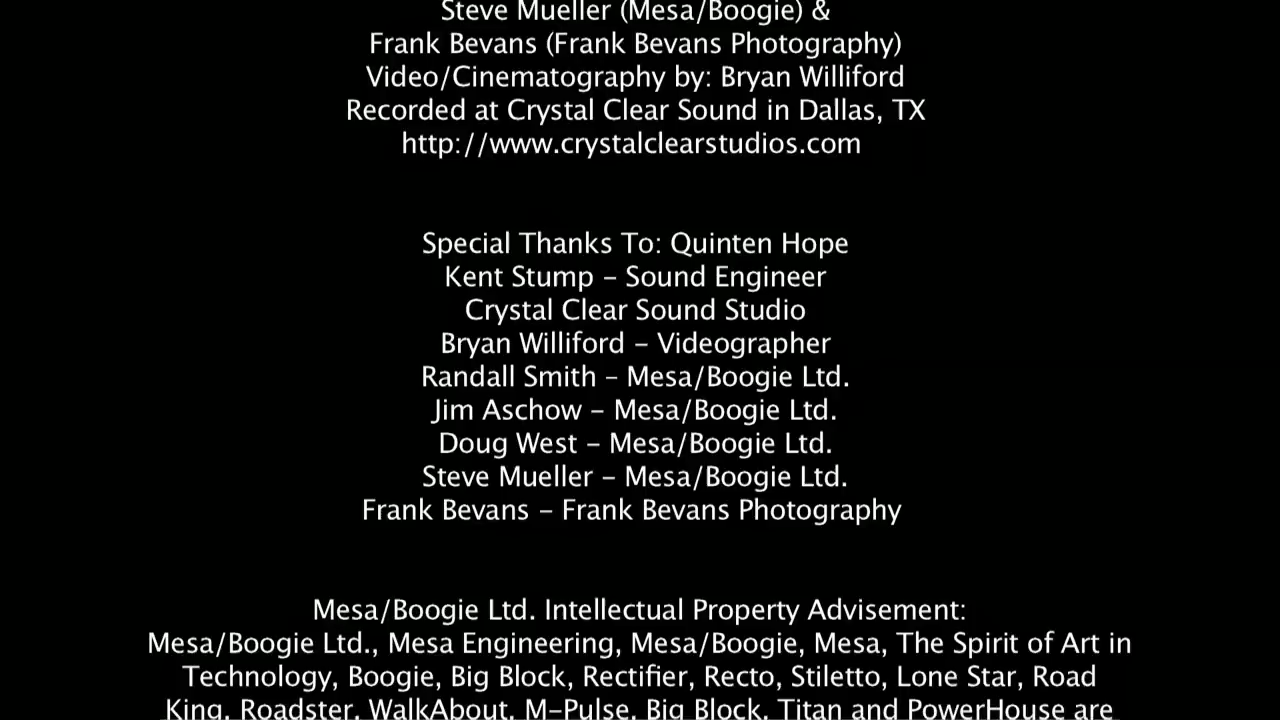 Steve Mueller (Mesa/Boogie) &
Frank Bevans (Frank Bevans Photography)
Video/Cinematography by: Bryan Williford
Recorded at Crystal Clear Sound in Dallas, TX
http://www.crystalclearstudios.com
Special Thanks To: Quinten Hope
Kent Stump – Sound Engineer
Crystal Clear Sound Studio
Bryan Williford – Videographer
Randall Smith – Mesa/Boogie Ltd.
Jim Aschow – Mesa/Boogie Ltd.
Doug West – Mesa/Boogie Ltd.
Steve Mueller – Mesa/Boogie Ltd.
Frank Bevans – Frank Bevans Photography
Mesa/Boogie Ltd. Intellectual Property Advisement:
Mesa/Boogie Ltd., Mesa Engineering, Mesa/Boogie, Mesa, The Spirit of Art in
Technology, Boogie, Big Block, Rectifier, Recto, Stiletto, Lone Star, Road
King, Roadster, WalkAbout, M-Pulse, Big Block, Titan and PowerHouse are